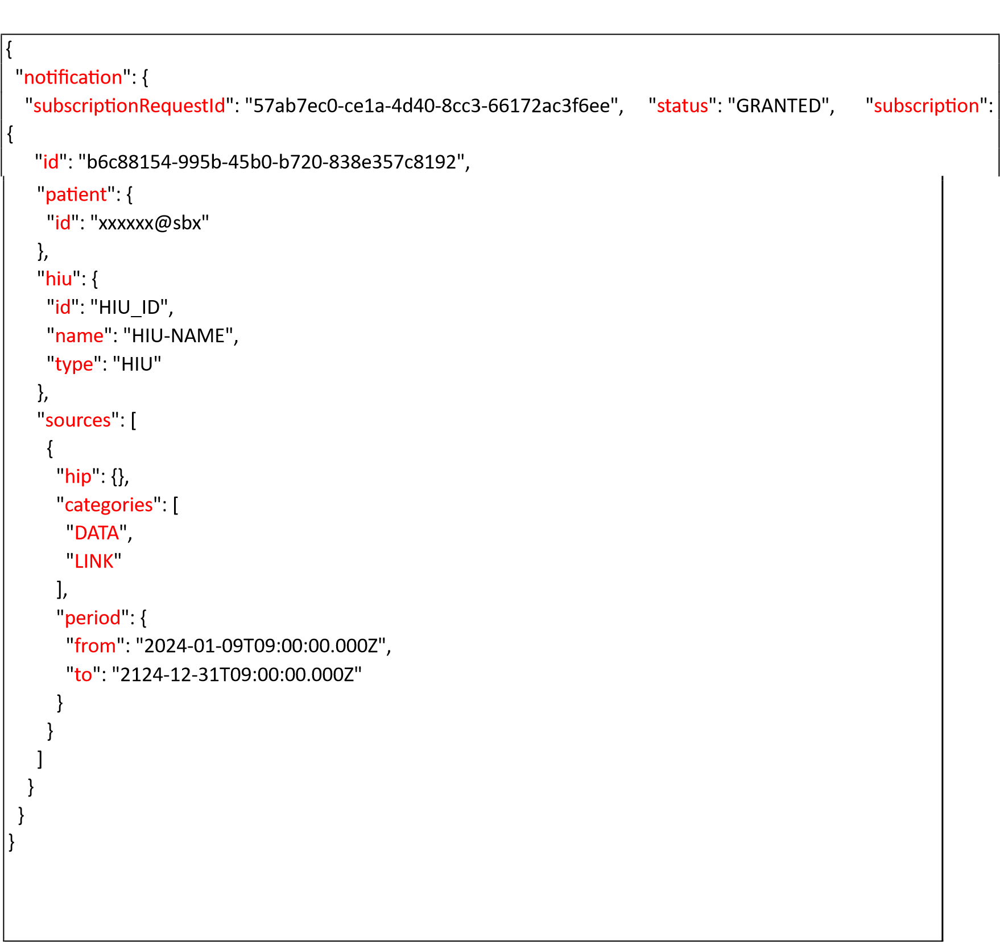 {
"notification": {
"subscriptionRequestId": "57ab7ec0-ce1a-4d40-8cc3-66172ac3f6ee", "status": "GRANTED", "subscription":
{
"id": "b6c88154-995b-45b0-b720-838e357c8192",
"patient": {
"id": "xxxxxx@sbx"
},
"hiu": {
"id": "HIU_ID",
"name": "HIU-NAME",
"type": "HIU"
},
"sources": [
{
"hip": {},
"categories": [
"DATA",
"LINK"
],
"period": {
"from": "2024-01-09T09:00:00.000Z",
"to": "2124-12-31T09:00:00.000Z"
}
}
]
}
}
}